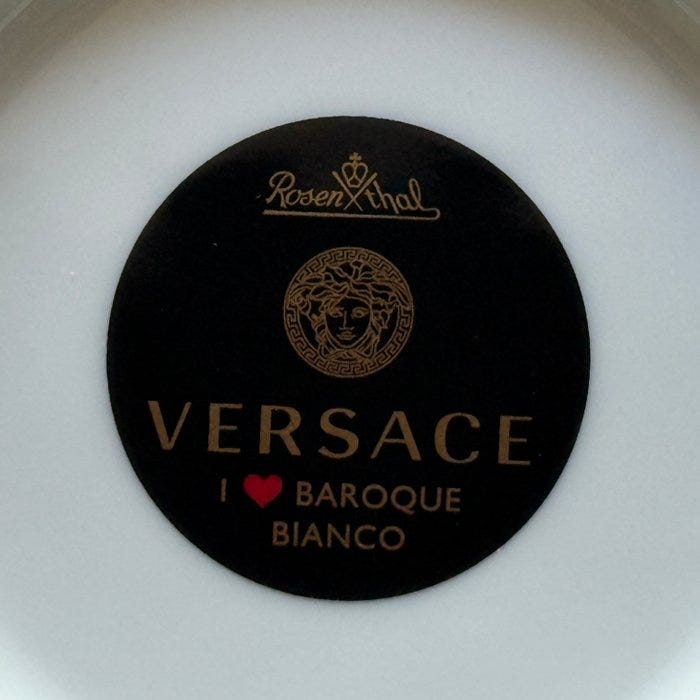 Rosenthal
VERSACE
I ❤ BAROQUE
BIANCO